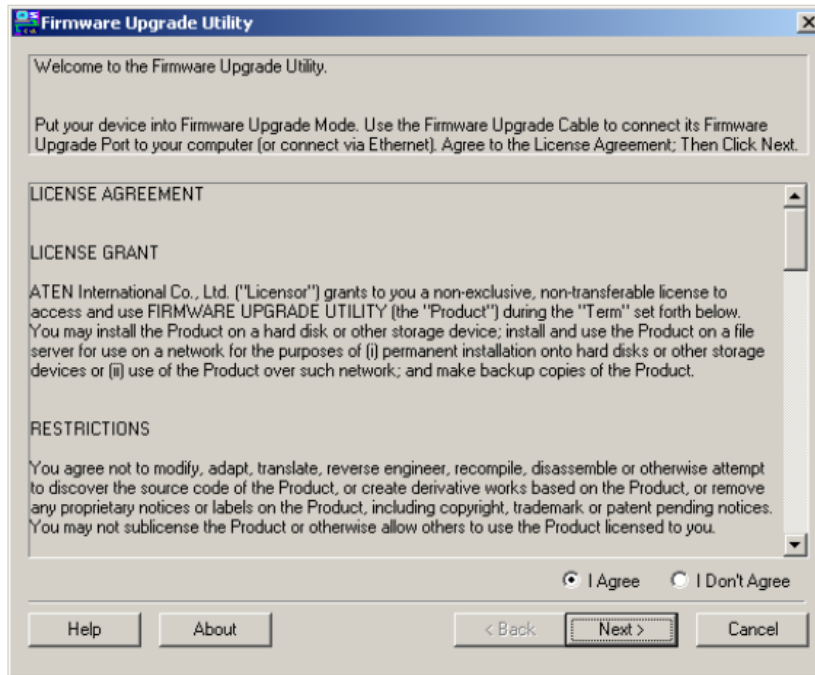 Firmware Upgrade Utility
Welcome to the Firmware Upgrade Utility.
Put your device into Firmware Upgrade Mode. Use the Firmware Upgrade Cable to connect its Firmware
Upgrade Port to your computer (or connect via Ethernet). Agree to the License Agreement; Then Click Next.
LICENSE AGREEMENT
LICENSE GRANT
ATEN International Co., Ltd. ("Licensor") grants to you a non-exclusive, non-transferable license to
access and use FIRMWARE UPGRADE UTILITY (the "Product") during the "Term" set forth below.
You may install the Product on a hard disk or other storage device; install and use the Product on a file
server for use on a network for the purposes of (i) permanent installation onto hard disks or other storage
devices or (ii) use of the Product over such network; and make backup copies of the Product.
RESTRICTIONS
You agree not to modify, adapt, translate, reverse engineer, recompile, disassemble or otherwise attempt
to discover the source code of the Product, or create derivative works based on the Product, or remove
any proprietary notices or labels on the Product, including copyright, trademark or patent pending notices.
You may not sublicense the Product or otherwise allow others to use the Product licensed to you.
I Agree I Don't Agree
Help About < Back Next > Cancel